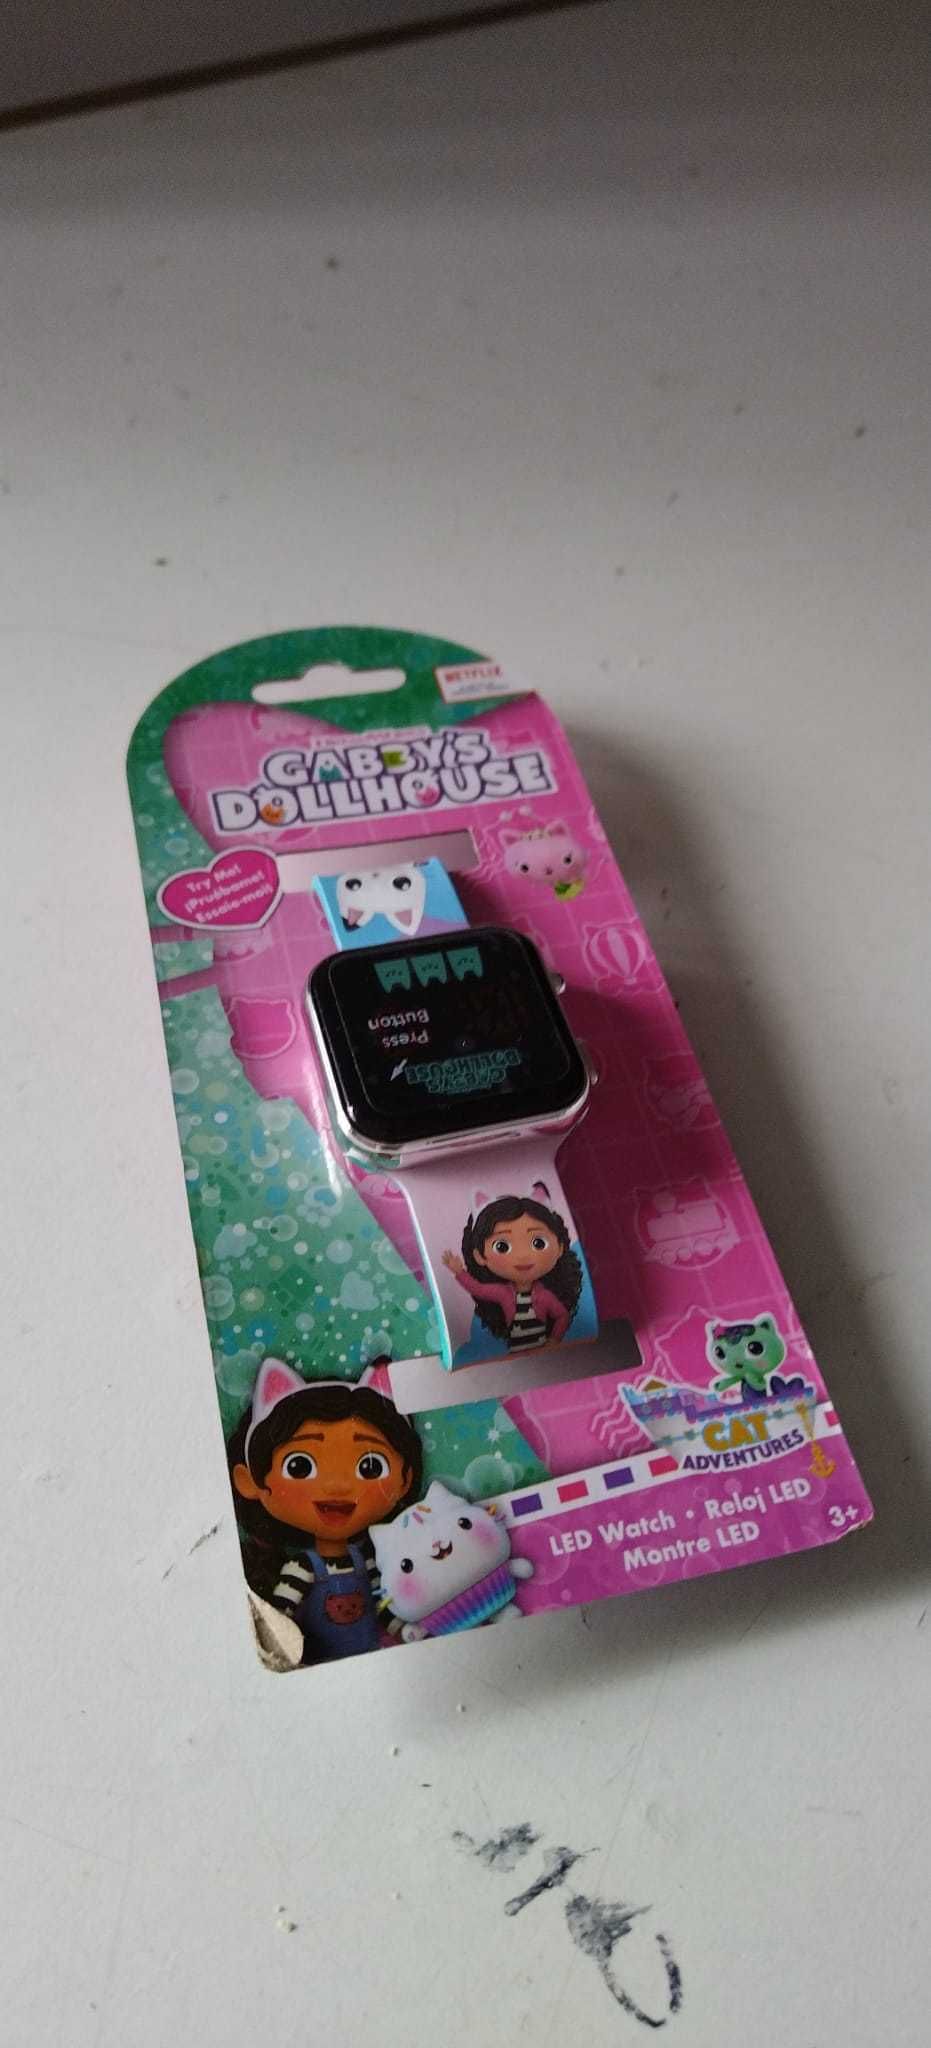 NETFLIX
GABBY'S
DOLLHOUSE
Try Me!
¡Pruébame!
Essaie-moi!
GABBY'S
DOLLHOUSE
Press
Button
CAT
ADVENTURES
LED Watch • Reloj LED
Montre LED
3+